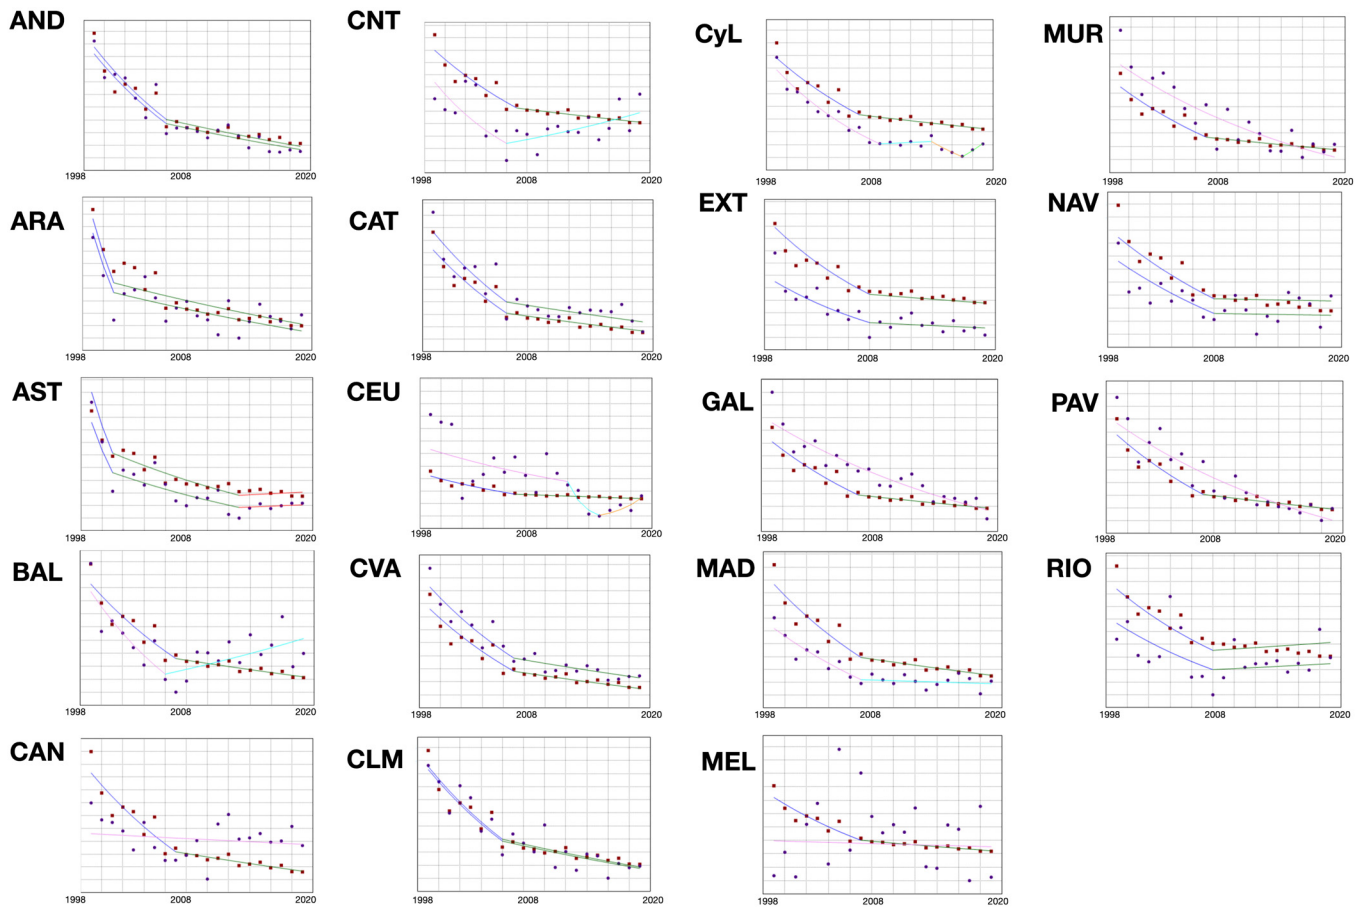 AND
1998 2008 2020
CNT
1998 2008 2020
CyL
1998 2008 2020
MUR
1998 2008 2020
ARA
1998 2008 2020
CAT
1998 2008 2020
EXT
1998 2008 2020
NAV
1998 2008 2020
AST
1998 2008 2020
CEU
1998 2008 2020
GAL
1998 2008 2020
PAV
1998 2008 2020
BAL
1998 2008 2020
CVA
1998 2008 2020
MAD
1998 2008 2020
RIO
1998 2008 2020
CAN
1998 2008 2020
CLM
1998 2008 2020
MEL
1998 2008 2020